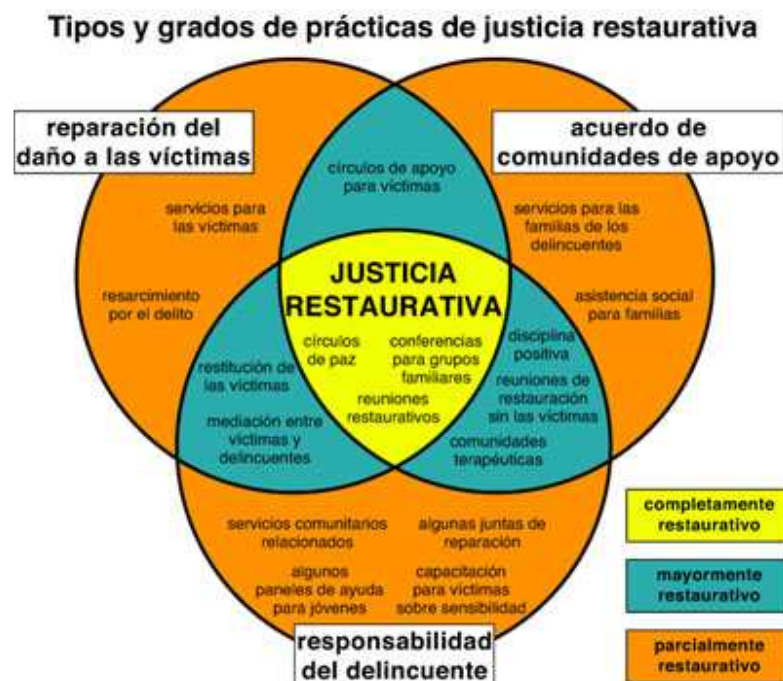 Tipos y grados de prácticas de justicia restaurativa
reparación del
daño a las víctimas
acuerdo de
comunidades de apoyo
círculos de apoyo
para víctimas
servicios para
las víctimas
servicios para las
familias de los
delincuentes
resarcimiento
por el delito
asistencia social
para familias
JUSTICIA
RESTAURATIVA
círculos
de paz
conferencias
para grupos
familiares
reuniones
restaurativos
disciplina
positiva
reuniones de
restauración
sin las víctimas
comunidades
terapéuticas
restitución de
las víctimas
mediación entre
víctimas y
delincuentes
servicios comunitarios
relacionados
algunas juntas de
reparación
algunos
paneles de ayuda
para jóvenes
capacitación
para víctimas
sobre sensibilidad
responsabilidad
del delincuente
completamente
restaurativo
mayormente
restaurativo
parcialmente
restaurativo